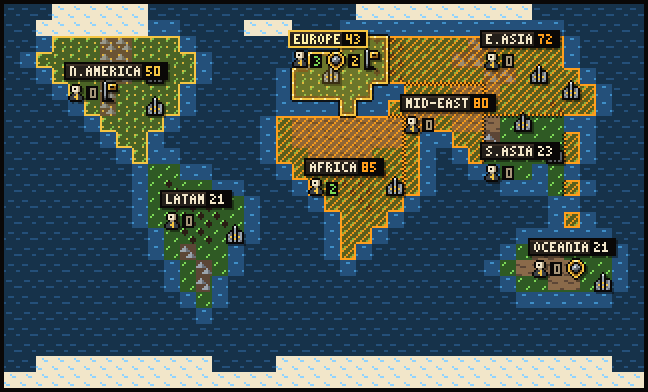 EUROPE 43
3 2
E.ASIA 72
0
N.AMERICA 50
0
MID-EAST 80
0
S.ASIA 23
0
AFRICA 85
2
LATAM 21
0
OCEANIA 21
0